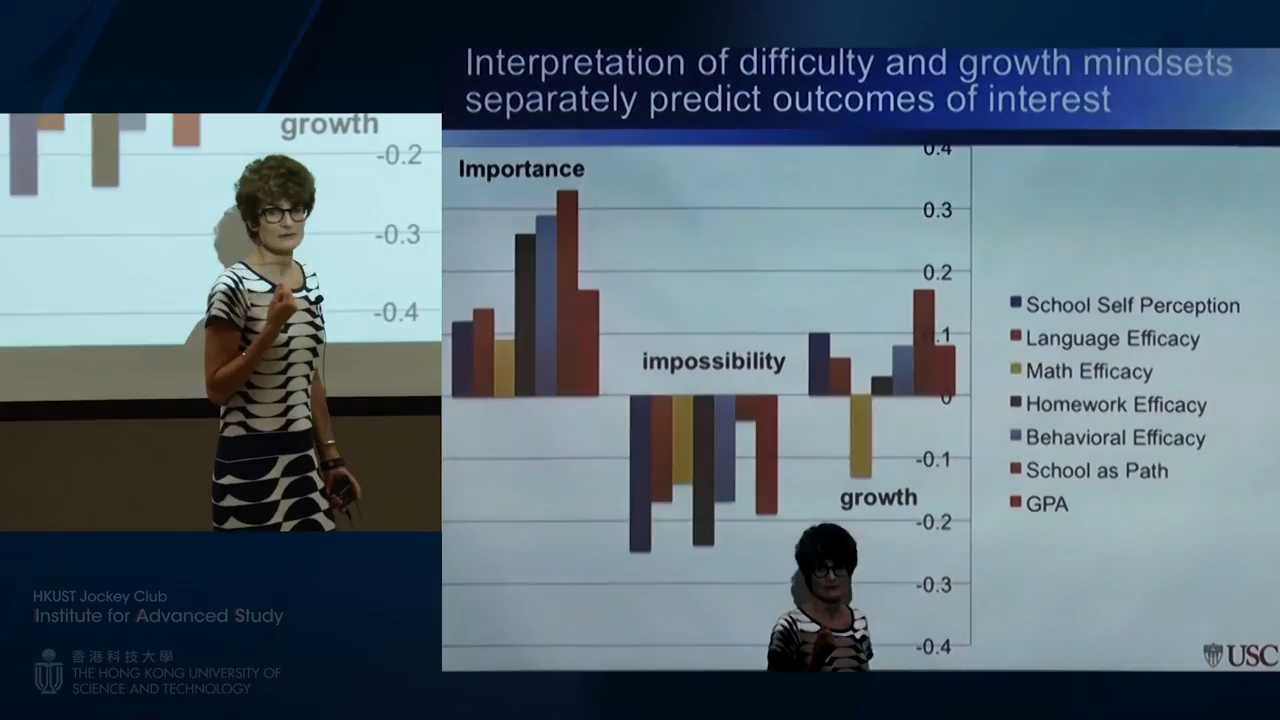 Interpretation of difficulty and growth mindsets
separately predict outcomes of interest
growth
-0.2
-0.3
-0.4
Importance
impossibility
growth
0.4
0.3
0.2
0.1
0
-0.1
-0.2
-0.3
-0.4
School Self Perception
Language Efficacy
Math Efficacy
Homework Efficacy
Behavioral Efficacy
School as Path
GPA
USC
HKUST Jockey Club
Institute for Advanced Study
香港科技大學
THE HONG KONG UNIVERSITY OF
SCIENCE AND TECHNOLOGY